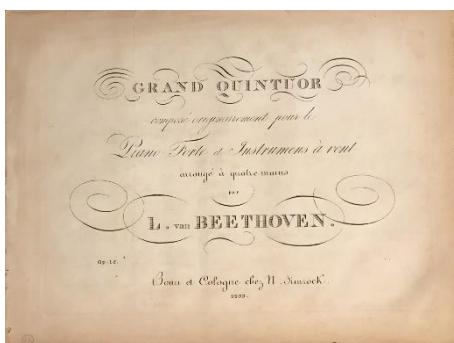 GRAND QUINTUOR
composé originairement pour le
Piano Forte et Instrumens à vent
arrangé à quatre mains
PAR
L. van BEETHOVEN.
Op. 16.
Bonn et Cologne chez N. Simrock.